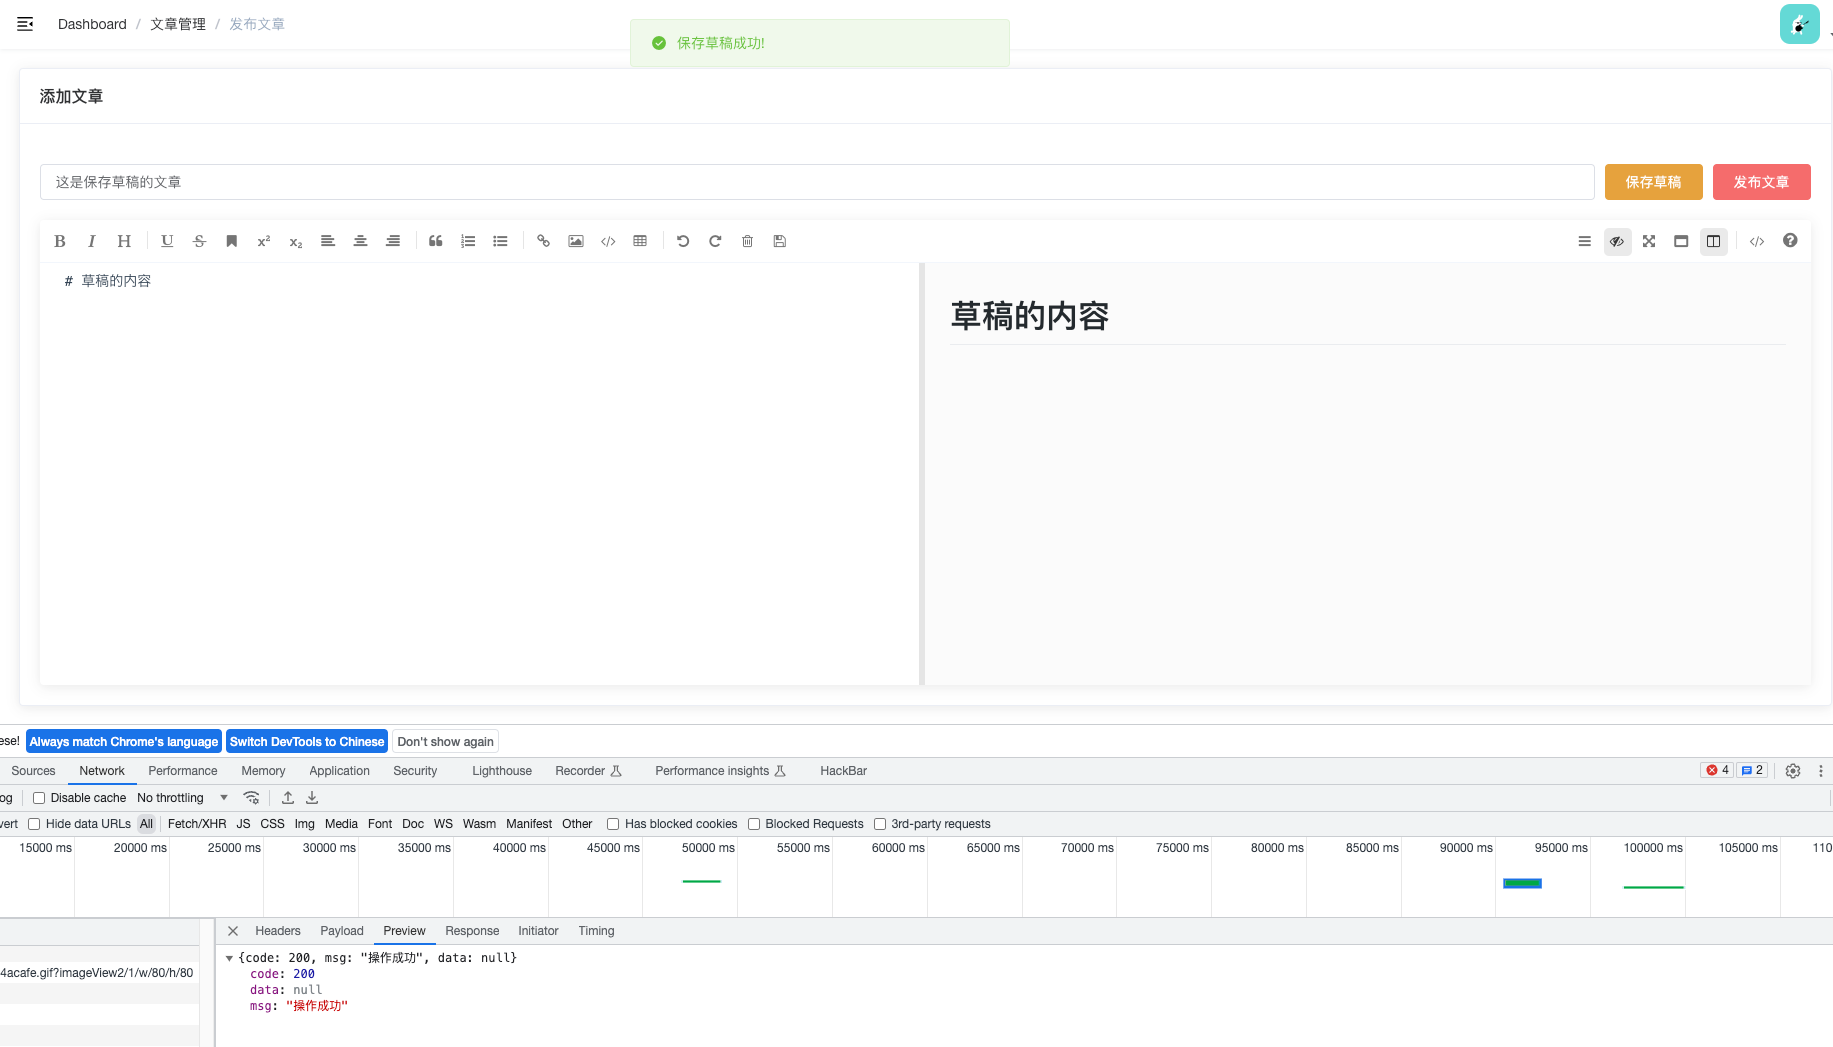 Dashboard / 文章管理 / 发布文章
保存草稿成功!
添加文章
这是保存草稿的文章 保存草稿 发布文章
B I H U S x² x₂
# 草稿的内容
草稿的内容
ese! Always match Chrome's language Switch DevTools to Chinese Don't show again
Sources Network Performance Memory Application Security Lighthouse Recorder Performance insights HackBar 4 2
og Disable cache No throttling
vert Hide data URLs All Fetch/XHR JS CSS Img Media Font Doc WS Wasm Manifest Other Has blocked cookies Blocked Requests 3rd-party requests
15000 ms 20000 ms 25000 ms 30000 ms 35000 ms 40000 ms 45000 ms 50000 ms 55000 ms 60000 ms 65000 ms 70000 ms 75000 ms 80000 ms 85000 ms 90000 ms 95000 ms 100000 ms 105000 ms 110
Headers Payload Preview Response Initiator Timing
{code: 200, msg: "操作成功", data: null}
4acafe.gif?imageView2/1/w/80/h/80 code: 200
data: null
msg: "操作成功"